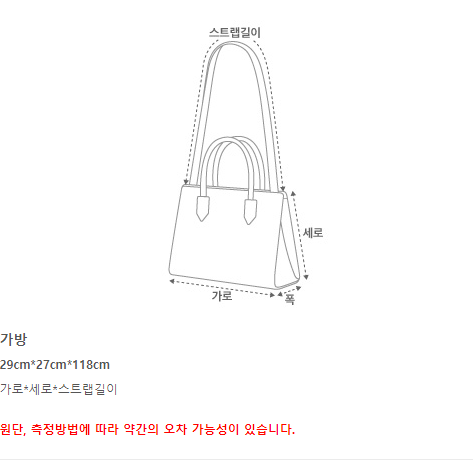 스트랩길이
세로
가로
폭
가방
29cm*27cm*118cm
가로*세로*스트랩길이
원단, 측정방법에 따라 약간의 오차 가능성이 있습니다.